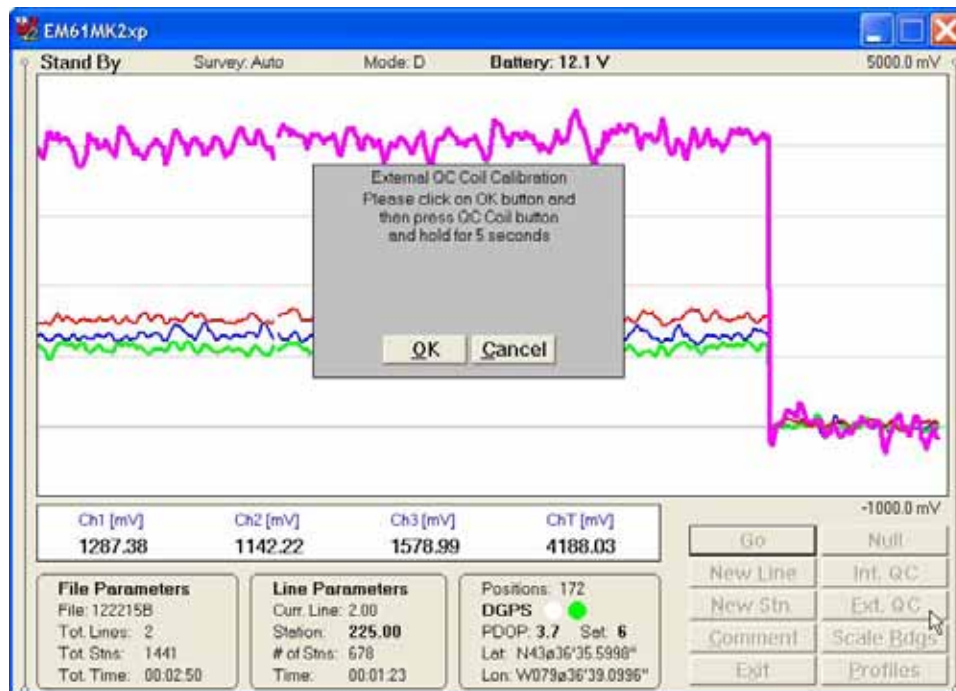 EM61MK2xp
Stand By Survey: Auto Mode: D Battery: 12.1 V 5000.0 mV
External QC Coil Calibration
Please click on OK button and
then press QC Coil button
and hold for 5 seconds
OK Cancel
-1000.0 mV
Ch1 [mV] Ch2 [mV] Ch3 [mV] ChT [mV]
1287.38 1142.22 1578.99 4188.03
Go Null
New Line Int. QC
New Stn Ext. QC
Comment Scale Bdgs
Exit Profiles
File Parameters
File: 122215B
Tot. Lines: 2
Tot. Stns: 1441
Tot. Time: 00:02:50
Line Parameters
Curr. Line: 2.00
Station: 225.00
# of Stns: 678
Time: 00:01:23
Positions: 172
DGPS
PDOP: 3.7 Sat: 6
Lat: N43ø36'35.5998"
Lon: W079ø36'39.0996"